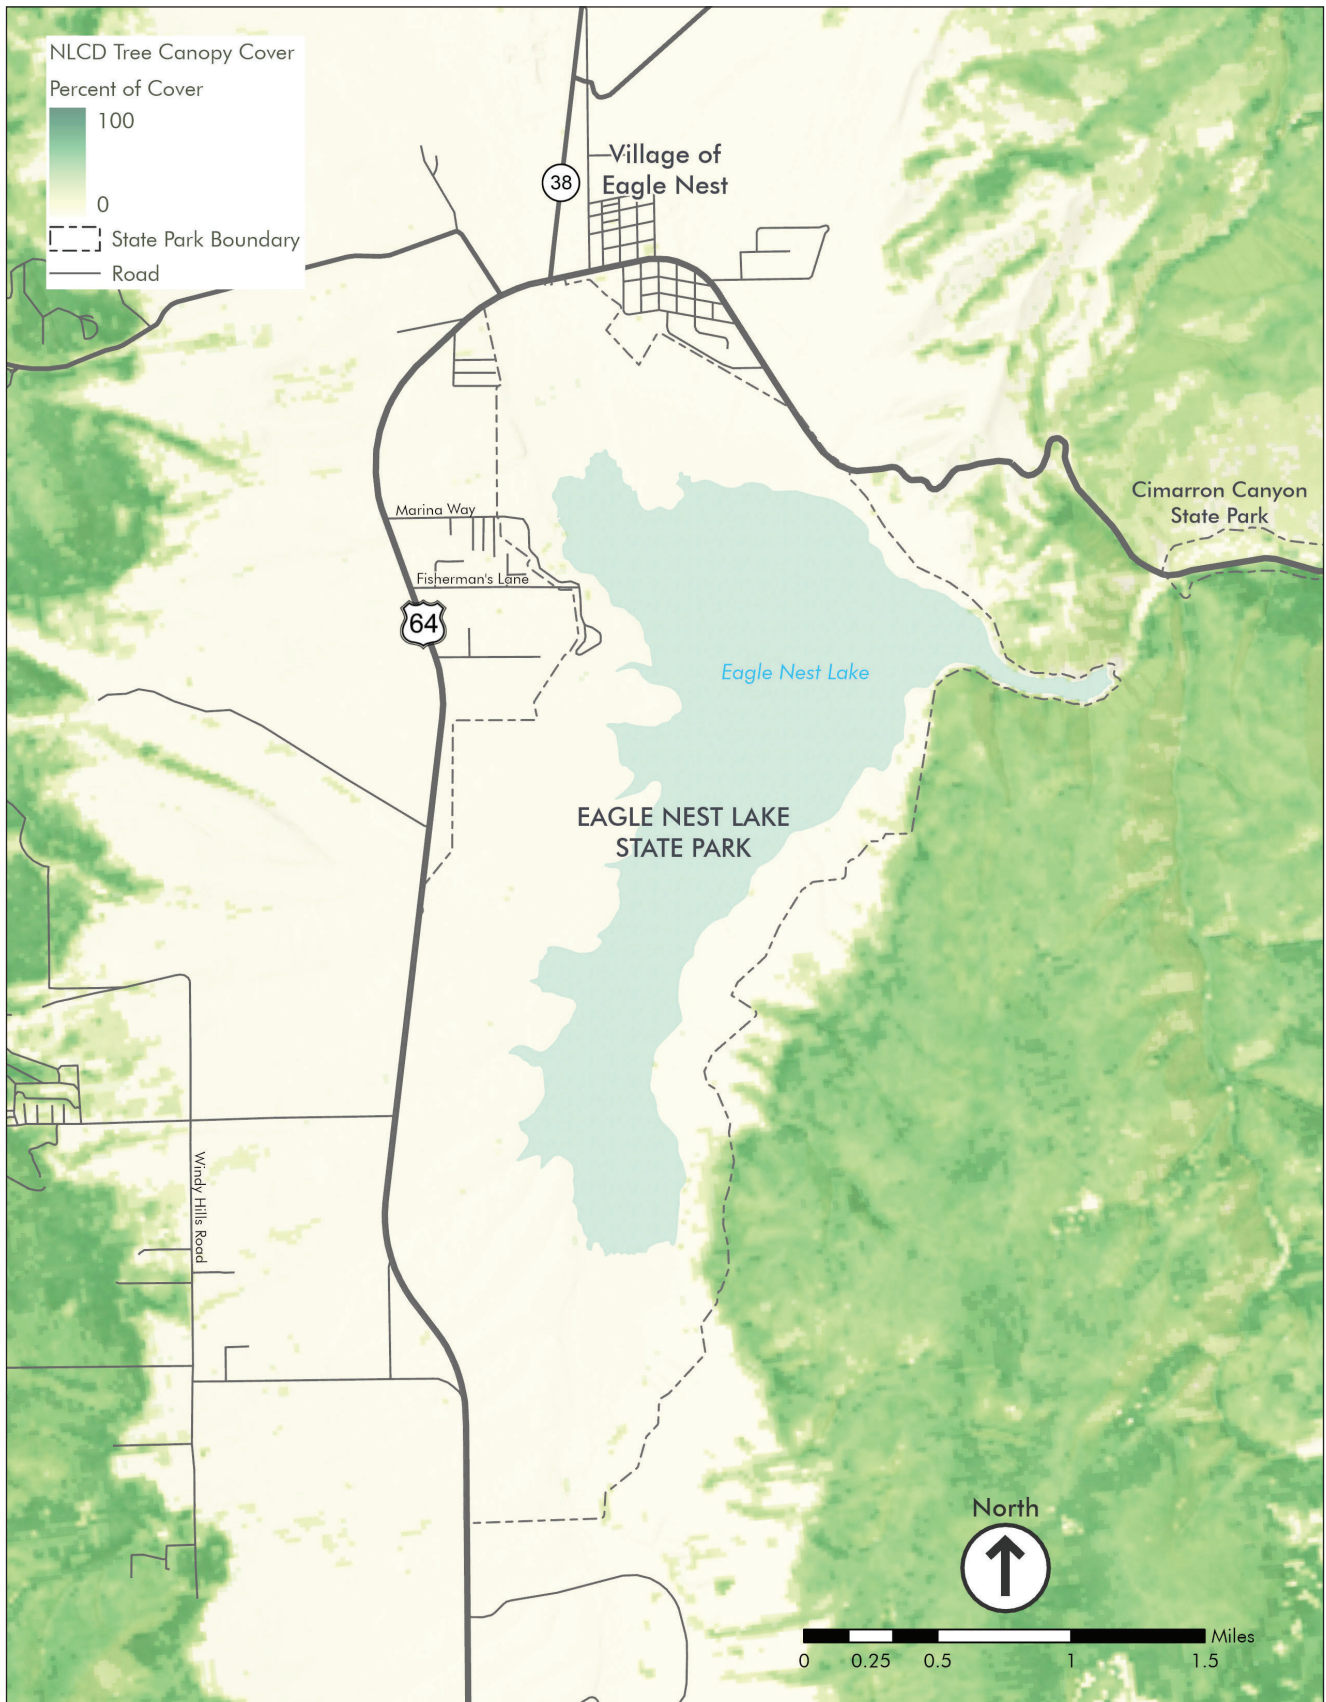 NLCD Tree Canopy Cover
Percent of Cover
100
0
State Park Boundary
Road
38
Village of
Eagle Nest
Cimarron Canyon
State Park
Marina Way
Fisherman's Lane
64
Eagle Nest Lake
EAGLE NEST LAKE
STATE PARK
Windy Hills Road
North
Miles
0 0.25 0.5 1 1.5